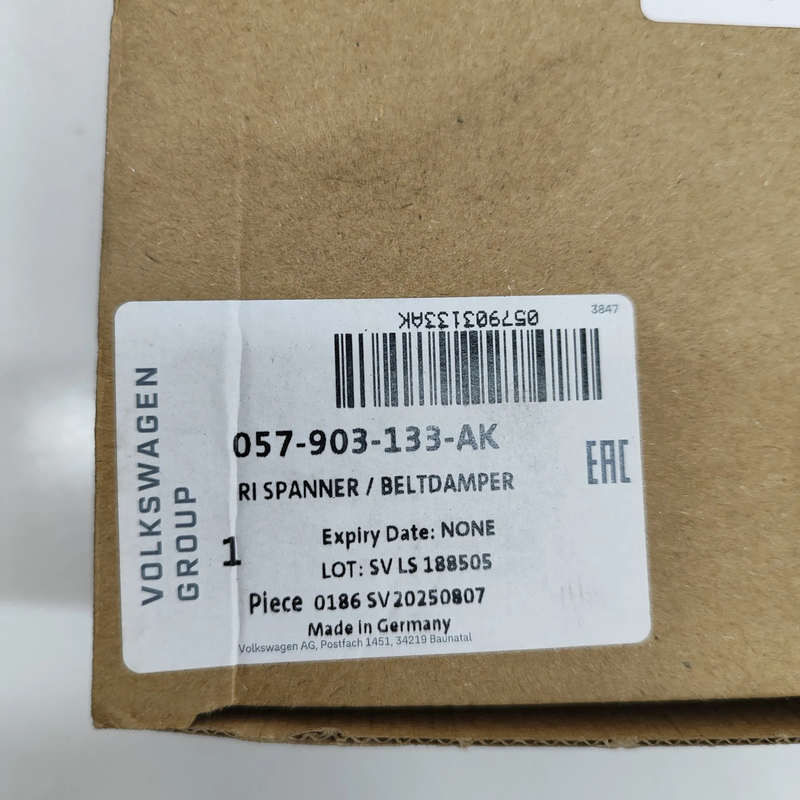 3847
057903133AK
VOLKSWAGEN
GROUP
057-903-133-AK
RI SPANNER / BELTDAMPER
EAC
Expiry Date: NONE
1
LOT: SV LS 188505
Piece 0186 SV20250807
Made in Germany
Volkswagen AG, Postfach 1451, 34219 Baunatal